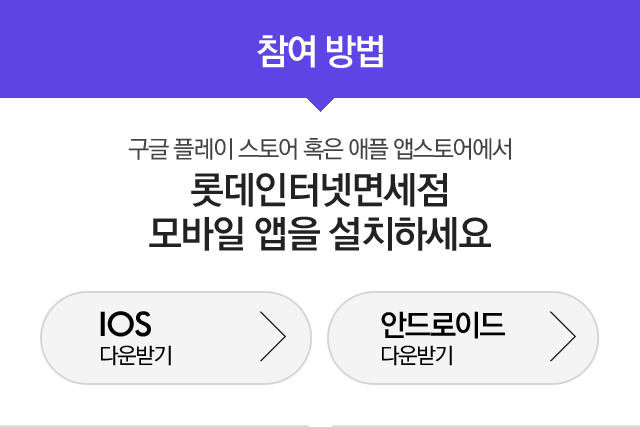 참여 방법
구글 플레이 스토어 혹은 애플 앱스토어에서
롯데인터넷면세점
모바일 앱을 설치하세요
IOS
다운받기
안드로이드
다운받기